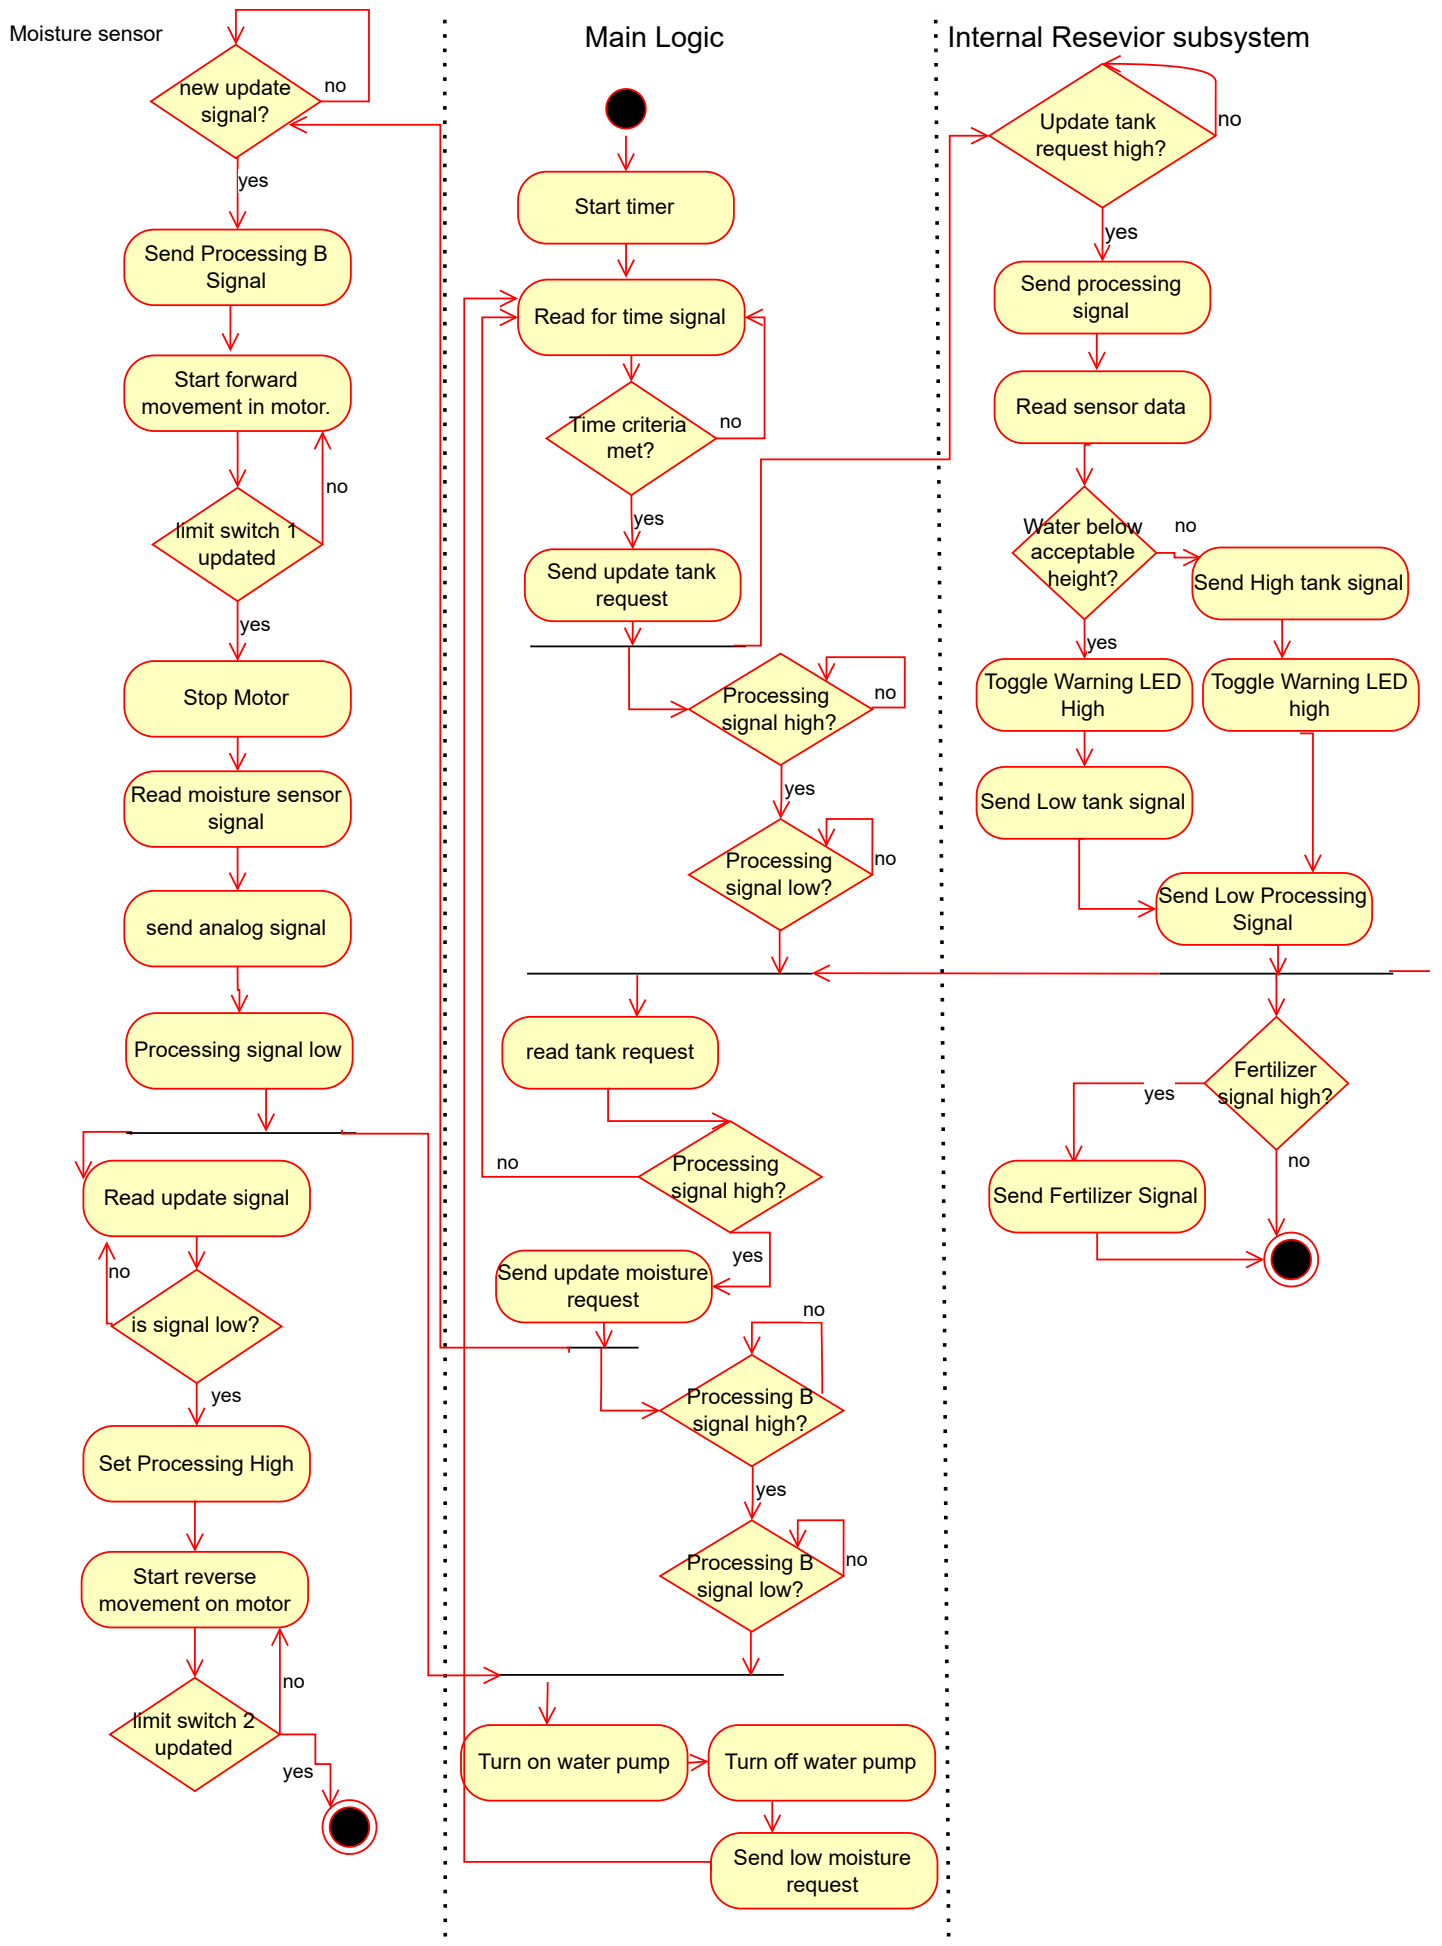 Moisture sensor
new update
signal?
no
yes
Send Processing B
Signal
Start forward
movement in motor.
no
limit switch 1
updated
yes
Stop Motor
Read moisture sensor
signal
send analog signal
Processing signal low
Read update signal
no
is signal low?
yes
Set Processing High
Start reverse
movement on motor
no
limit switch 2
updated
yes
Main Logic
Start timer
Read for time signal
Time criteria
met?
no
yes
Send update tank
request
Processing
signal high?
no
yes
Processing
signal low?
no
read tank request
Processing
signal high?
no
yes
Send update moisture
request
no
Processing B
signal high?
yes
Processing B
signal low?
no
Turn on water pump
Turn off water pump
Send low moisture
request
Internal Resevior subsystem
Update tank
request high?
no
yes
Send processing
signal
Read sensor data
Water below
acceptable
height?
no
Send High tank signal
yes
Toggle Warning LED
High
Toggle Warning LED
high
Send Low tank signal
Send Low Processing
Signal
Fertilizer
signal high?
yes
no
Send Fertilizer Signal